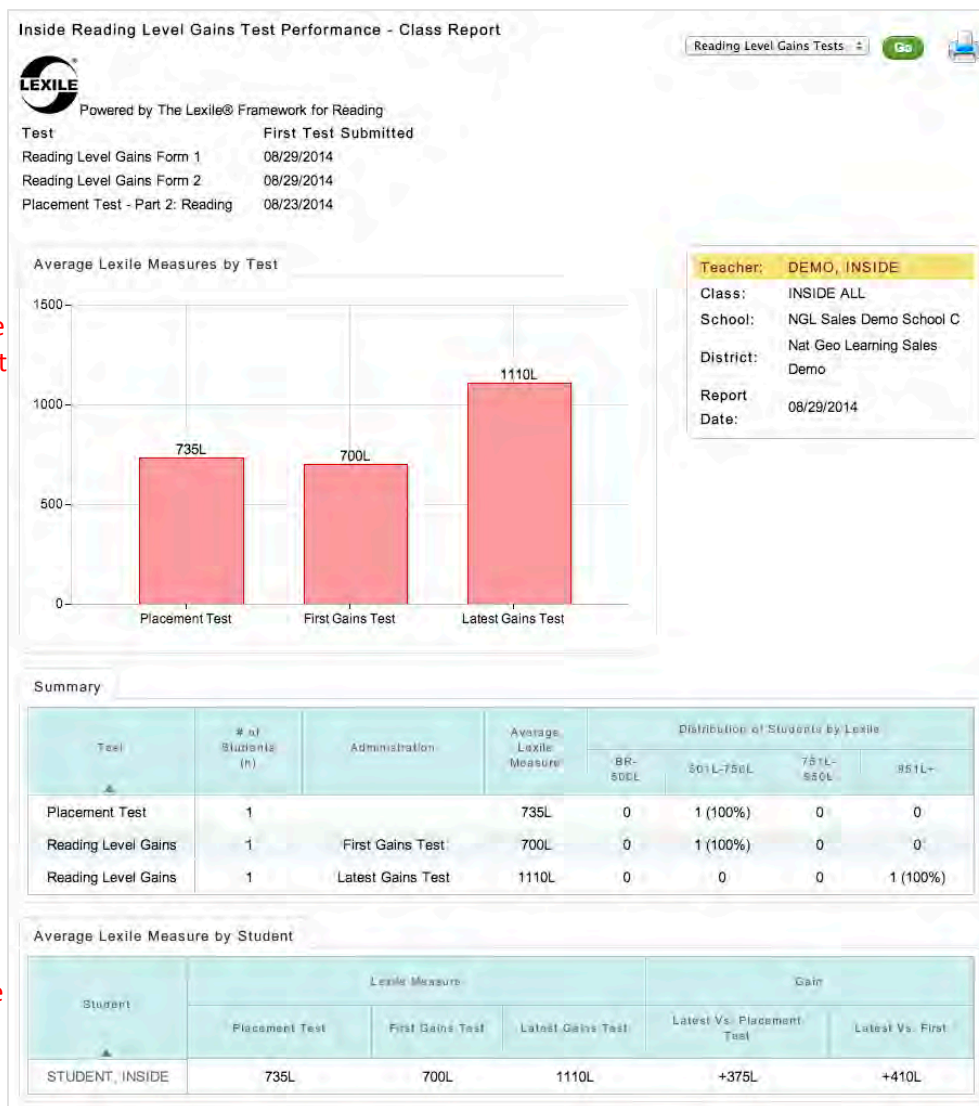 Inside Reading Level Gains Test Performance - Class Report
Reading Level Gains Tests
Go
LEXILE
Powered by The Lexile® Framework for Reading
Test First Test Submitted
Reading Level Gains Form 1 08/29/2014
Reading Level Gains Form 2 08/29/2014
Placement Test - Part 2: Reading 08/23/2014
Average Lexile Measures by Test
1500
1000
500
0
735L
700L
1110L
Placement Test First Gains Test Latest Gains Test
Teacher: DEMO, INSIDE
Class: INSIDE ALL
School: NGL Sales Demo School C
District: Nat Geo Learning Sales
Demo
Report
Date: 08/29/2014
Summary
Test # of Students (n) Administration Average Lexile Measure Distribution of Students by Lexile
BR-500L 501L-750L 751L-950L 951L+
Placement Test 1 735L 0 1 (100%) 0 0
Reading Level Gains 1 First Gains Test 700L 0 1 (100%) 0 0
Reading Level Gains 1 Latest Gains Test 1110L 0 0 0 1 (100%)
Average Lexile Measure by Student
Student Lexile Measure Gain
Placement Test First Gains Test Latest Gains Test Latest Vs. Placement Test Latest Vs. First
STUDENT, INSIDE 735L 700L 1110L +375L +410L